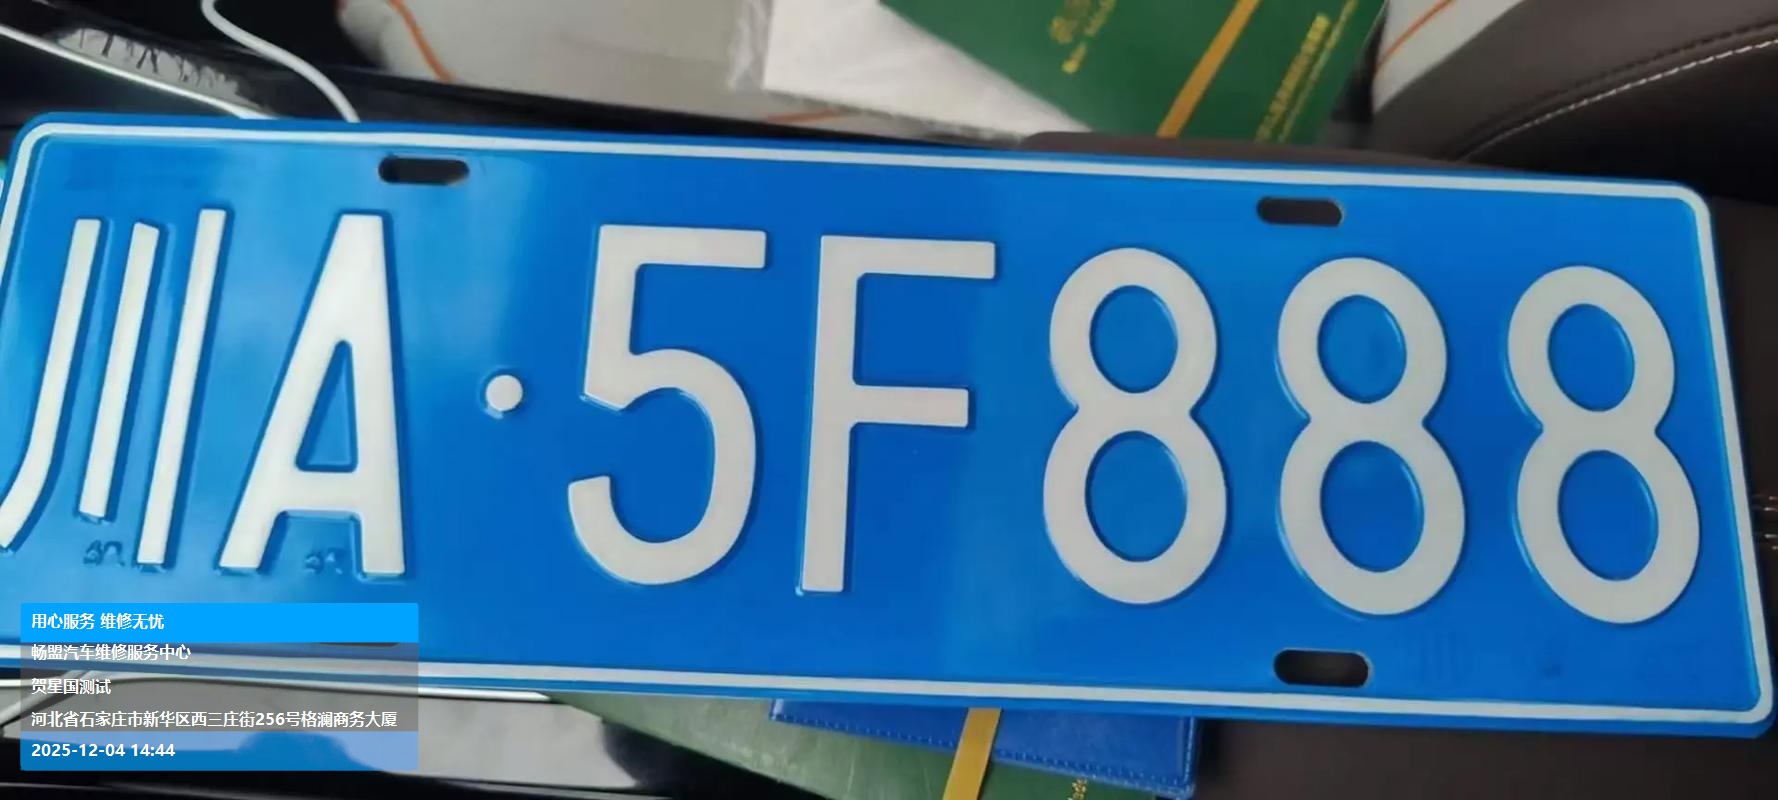 川A·5F888
用心服务 维修无忧
畅盟汽车维修服务中心
贺星国测试
河北省石家庄市新华区西三庄街256号格澜商务大厦
2025-12-04 14:44